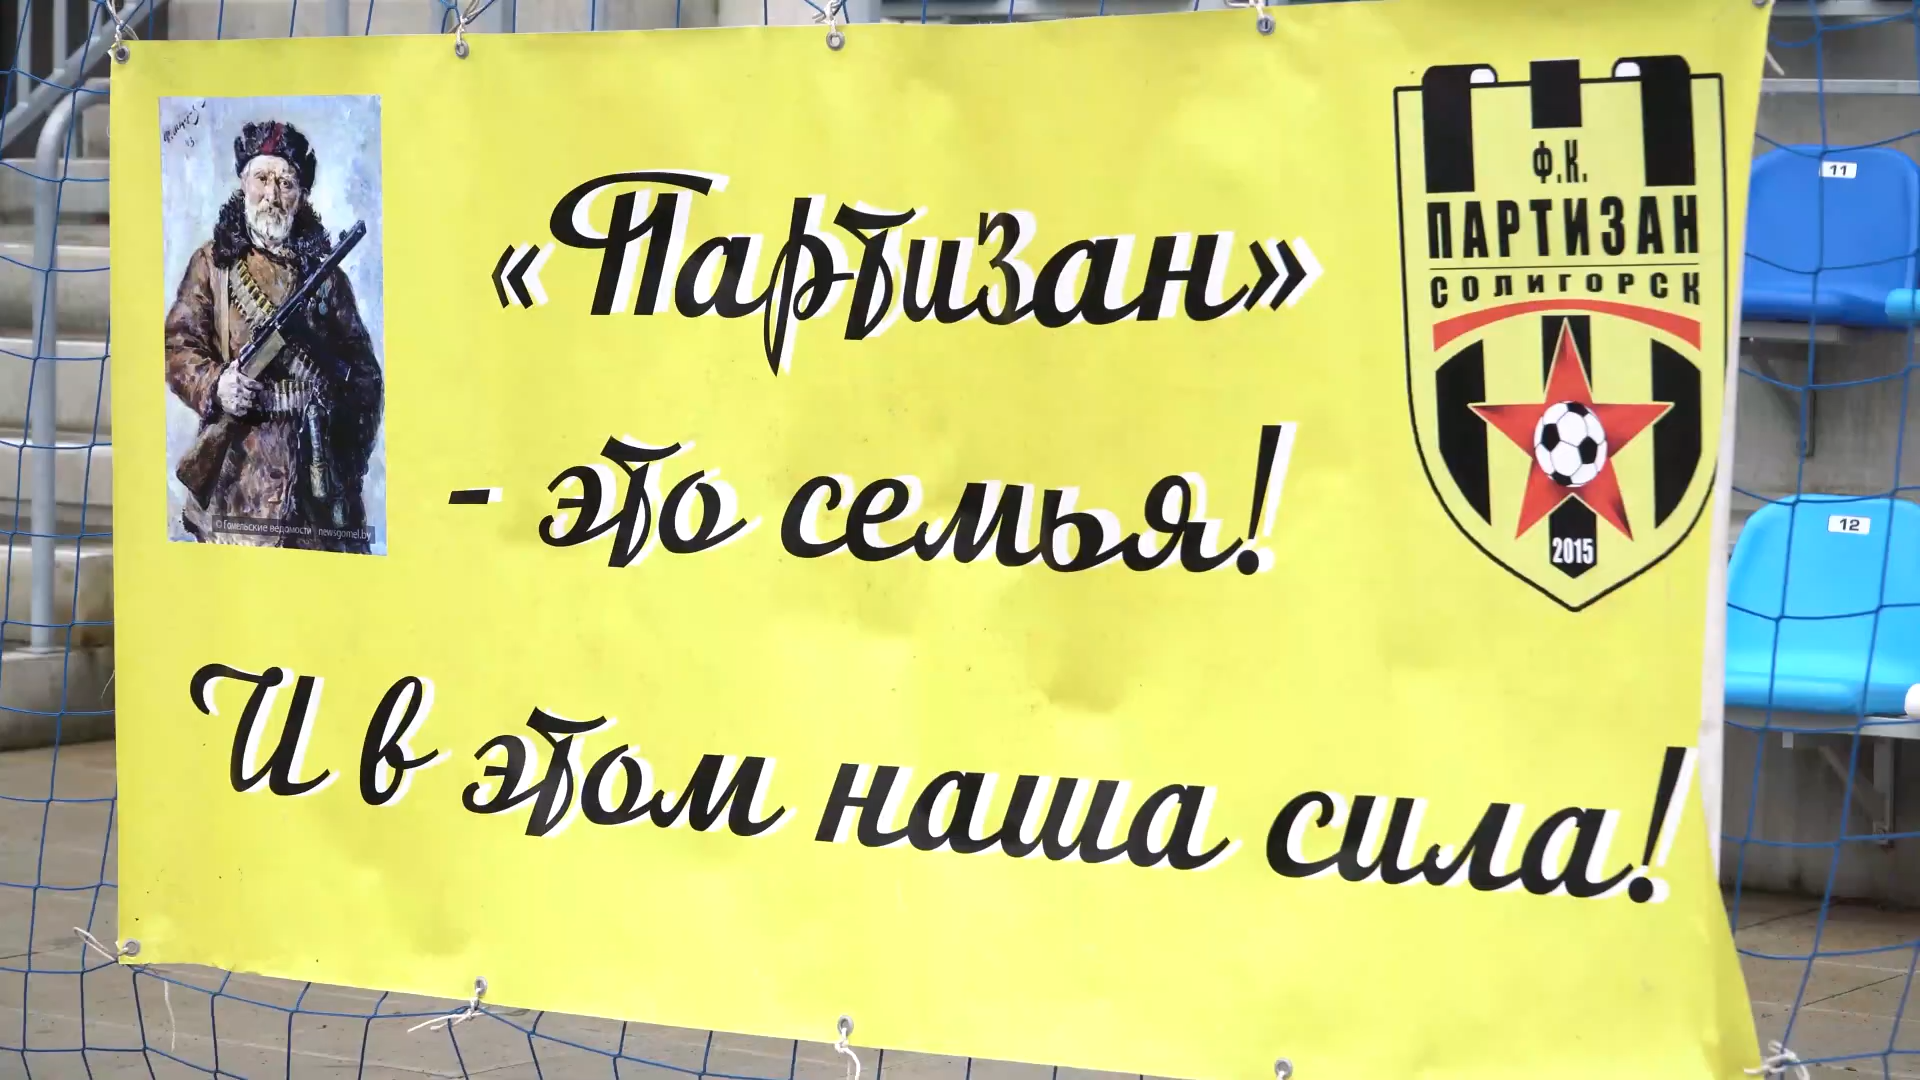 «Партизан»
- это семья!
И в этом наша сила!
Ф.К.
ПАРТИЗАН
СОЛИГОРСК
2015
© Гомельские ведомости newsgomel.by
11
12